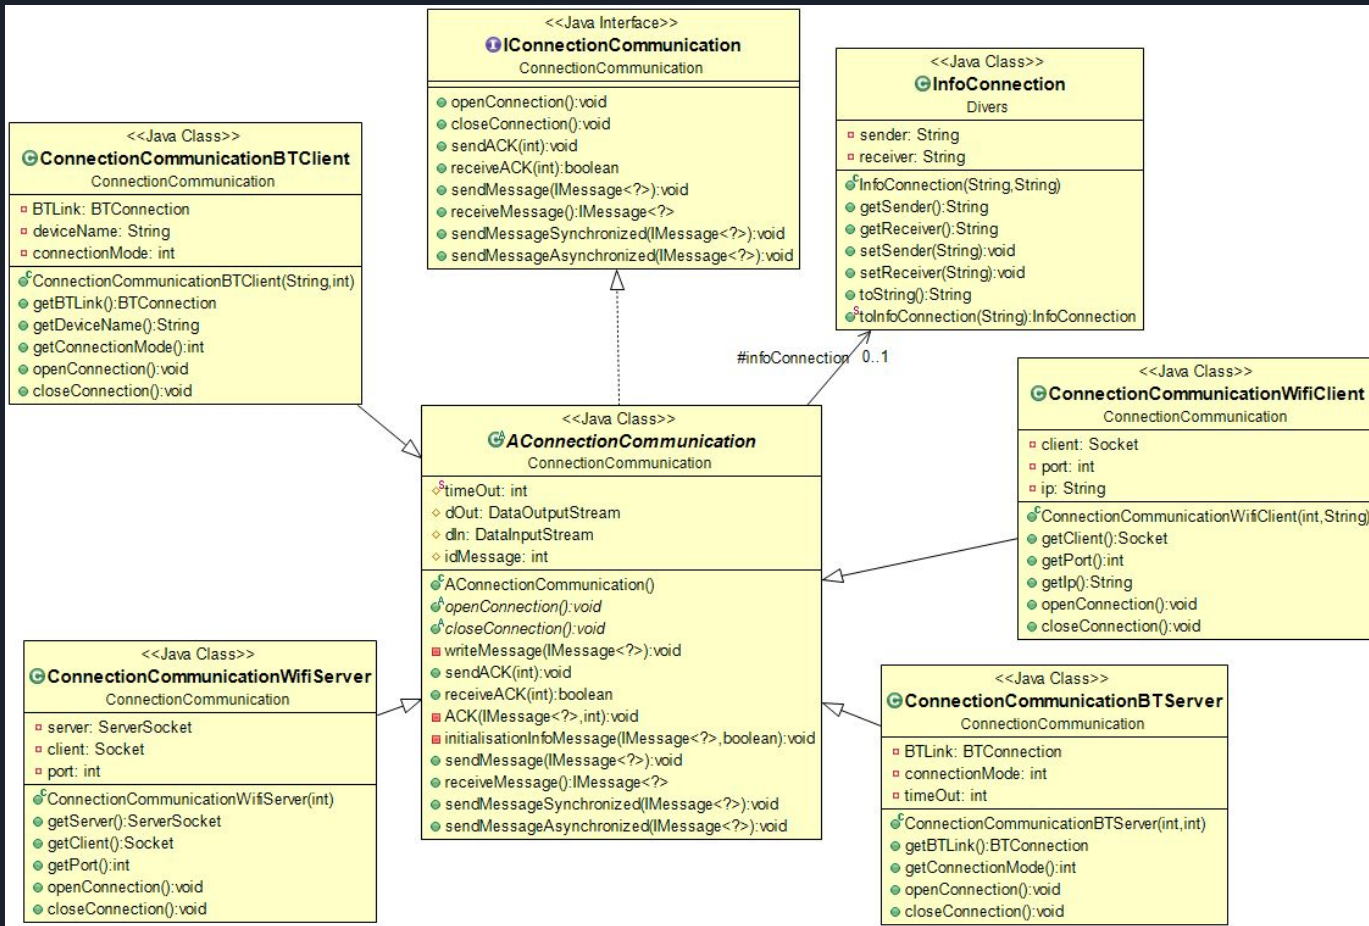 <<Java Interface>>
IConnectionCommunication
ConnectionCommunication
openConnection():void
closeConnection():void
sendACK(int):void
receiveACK(int):boolean
sendMessage(IMessage<?>):void
receiveMessage():IMessage<?>
sendMessageSynchronized(IMessage<?>):void
sendMessageAsynchronized(IMessage<?>):void
<<Java Class>>
InfoConnection
Divers
sender: String
receiver: String
InfoConnection(String,String)
getSender():String
getReceiver():String
setSender(String):void
setReceiver(String):void
toString():String
toInfoConnection(String):InfoConnection
<<Java Class>>
ConnectionCommunicationBTClient
ConnectionCommunication
BTLink: BTConnection
deviceName: String
connectionMode: int
ConnectionCommunicationBTClient(String,int)
getBTLink():BTConnection
getDeviceName():String
getConnectionMode():int
openConnection():void
closeConnection():void
#infoConnection 0..1
<<Java Class>>
ConnectionCommunicationWifiClient
ConnectionCommunication
client: Socket
port: int
ip: String
ConnectionCommunicationWifiClient(int,String)
getClient():Socket
getPort():int
getIp():String
openConnection():void
closeConnection():void
<<Java Class>>
AConnectionCommunication
ConnectionCommunication
timeOut: int
dOut: DataOutputStream
dIn: DataInputStream
idMessage: int
AConnectionCommunication()
openConnection():void
closeConnection():void
writeMessage(IMessage<?>):void
sendACK(int):void
receiveACK(int):boolean
ACK(IMessage<?>,int):void
initialisationInfoMessage(IMessage<?>,boolean):void
sendMessage(IMessage<?>):void
receiveMessage():IMessage<?>
sendMessageSynchronized(IMessage<?>):void
sendMessageAsynchronized(IMessage<?>):void
<<Java Class>>
ConnectionCommunicationWifiServer
ConnectionCommunication
server: ServerSocket
client: Socket
port: int
ConnectionCommunicationWifiServer(int)
getServer():ServerSocket
getClient():Socket
getPort():int
openConnection():void
closeConnection():void
<<Java Class>>
ConnectionCommunicationBTServer
ConnectionCommunication
BTLink: BTConnection
connectionMode: int
timeOut: int
ConnectionCommunicationBTServer(int,int)
getBTLink():BTConnection
getConnectionMode():int
openConnection():void
closeConnection():void